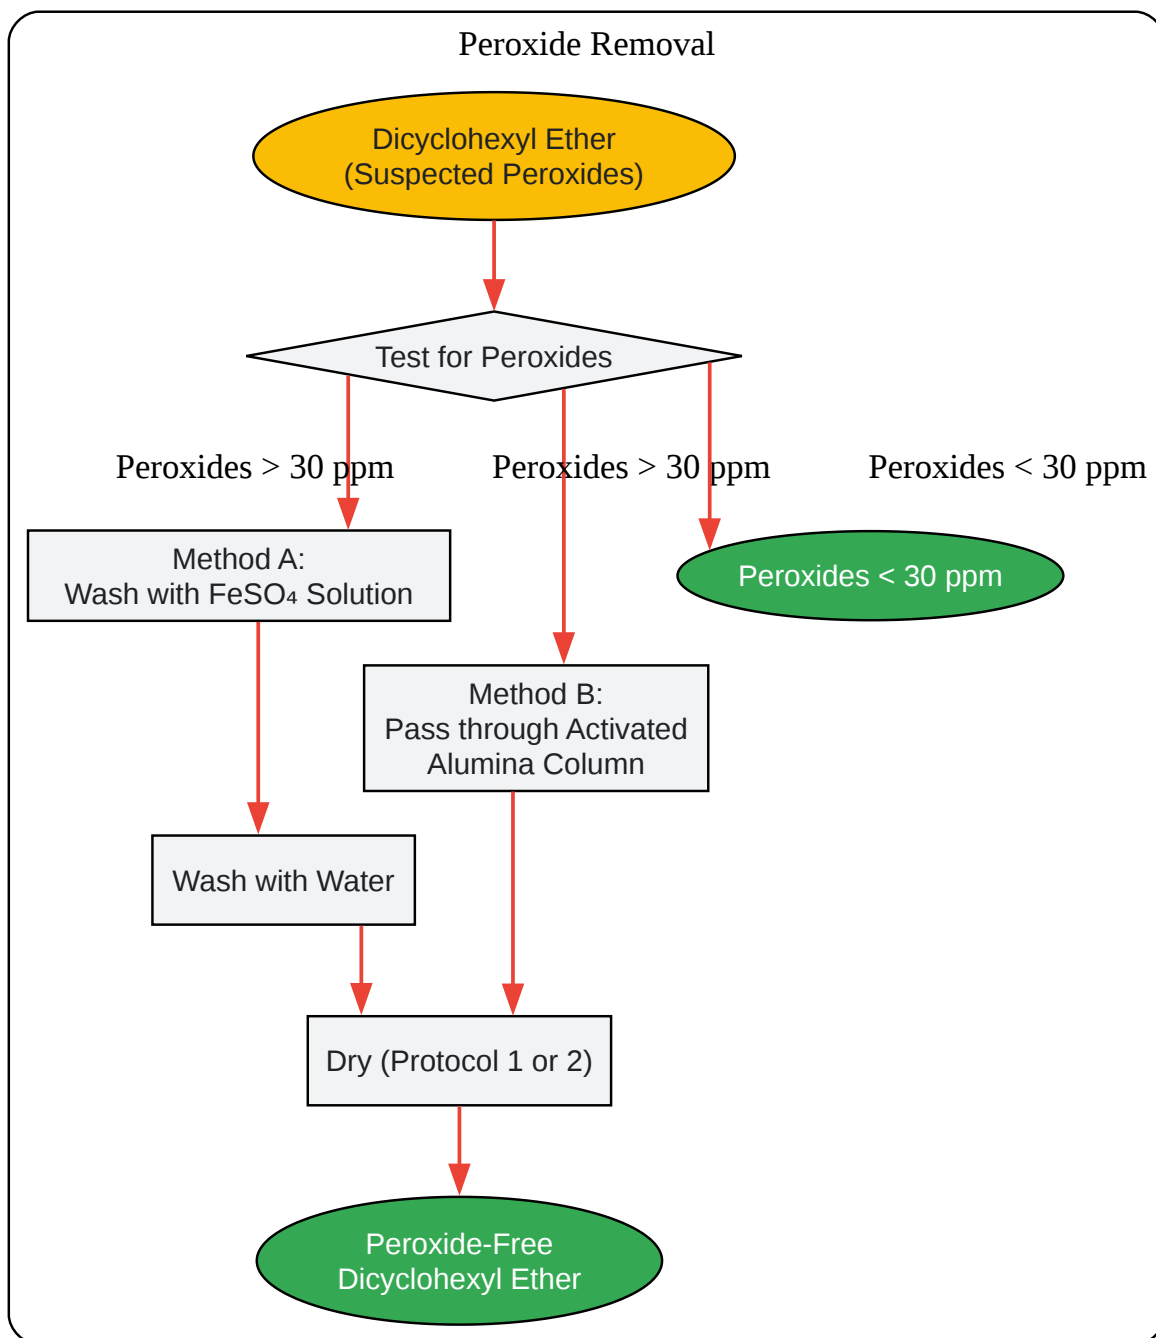 Peroxide Removal
Dicyclohexyl Ether
(Suspected Peroxides)
Test for Peroxides
Peroxides > 30 ppm
Peroxides > 30 ppm
Peroxides < 30 ppm
Method A:
Wash with FeSO₄ Solution
Peroxides < 30 ppm
Method B:
Pass through Activated
Alumina Column
Wash with Water
Dry (Protocol 1 or 2)
Peroxide-Free
Dicyclohexyl Ether